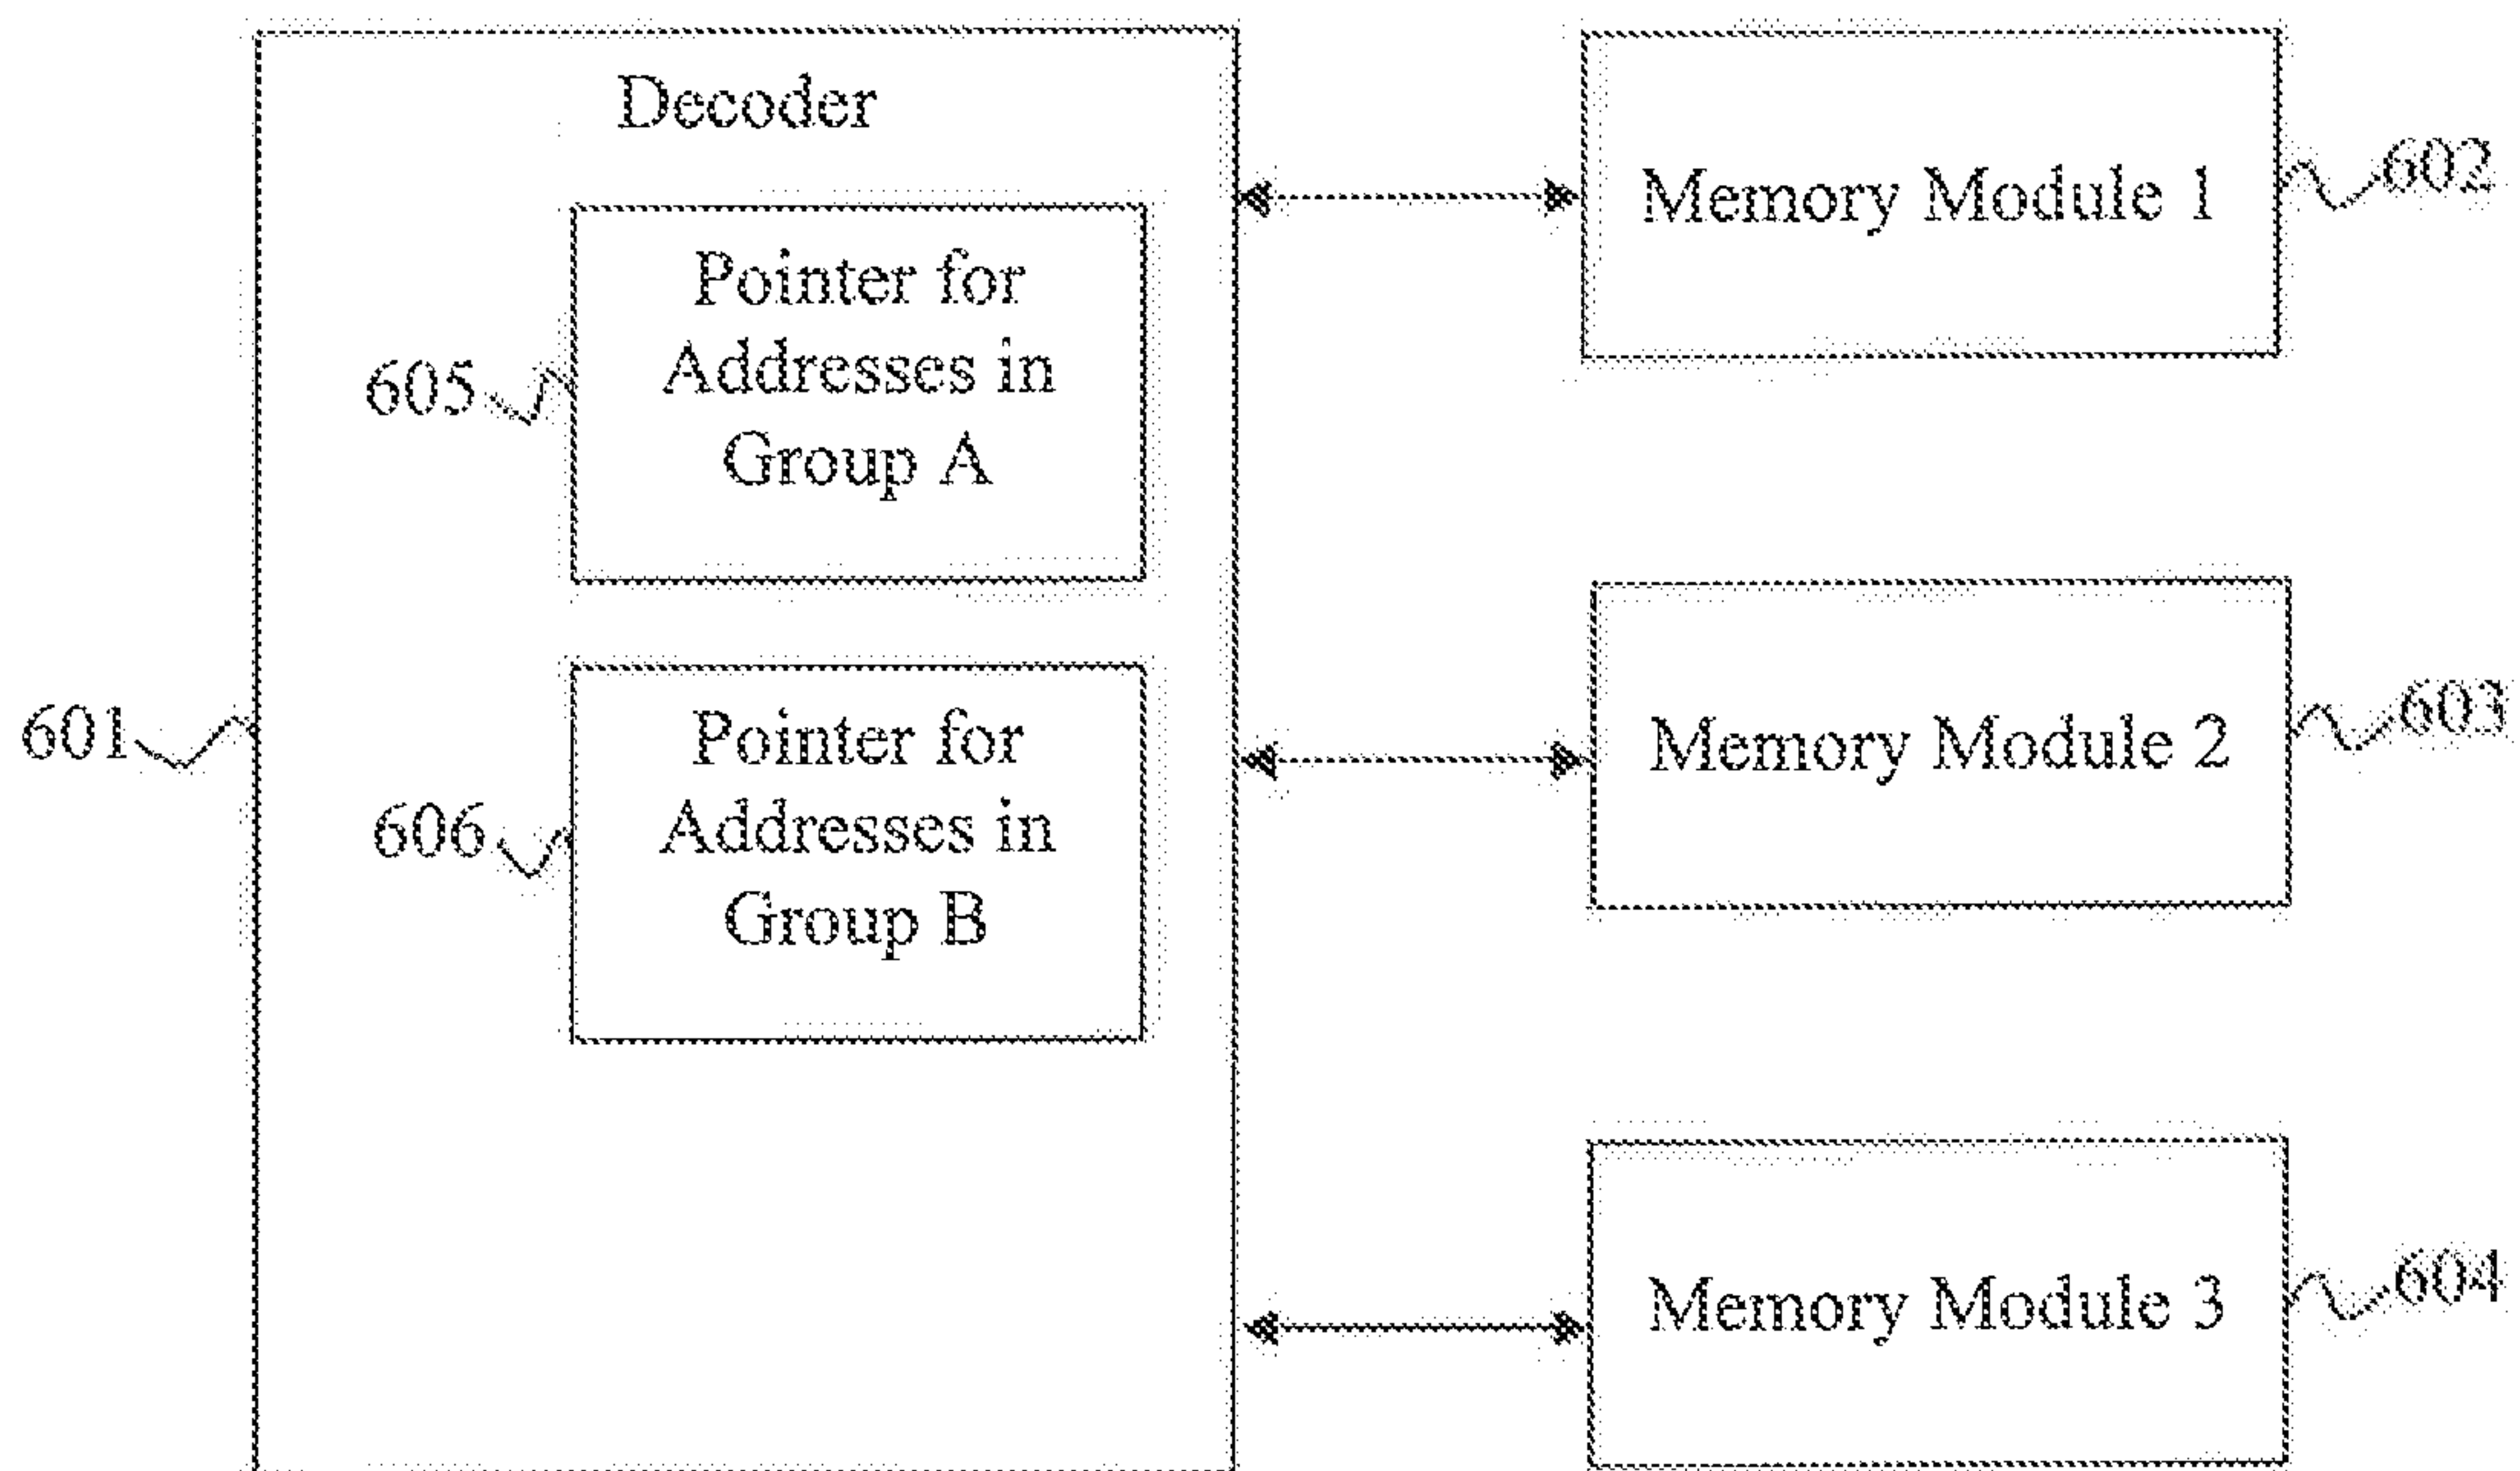 Decoder
Pointer for
Addresses in
Group A
605
601
Pointer for
Addresses in
Group B
606
Memory Module 1
602
Memory Module 2
603
Memory Module 3
604